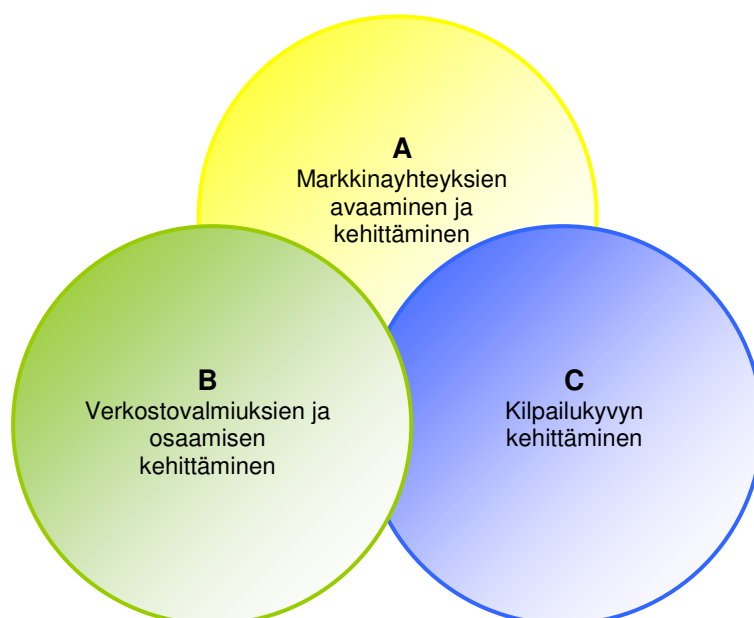 A
Markkinayhteyksien
avaaminen ja
kehittäminen
B
Verkostovalmiuksien ja
osaamisen
kehittäminen
C
Kilpailukyvyn
kehittäminen